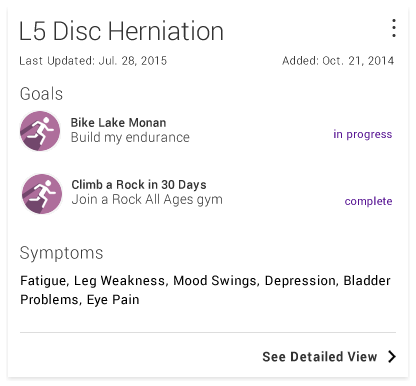 L5 Disc Herniation
Last Updated: Jul. 28, 2015 Added: Oct. 21, 2014
Goals
Bike Lake Monan
Build my endurance
in progress
Climb a Rock in 30 Days
Join a Rock All Ages gym
complete
Symptoms
Fatigue, Leg Weakness, Mood Swings, Depression, Bladder
Problems, Eye Pain
See Detailed View